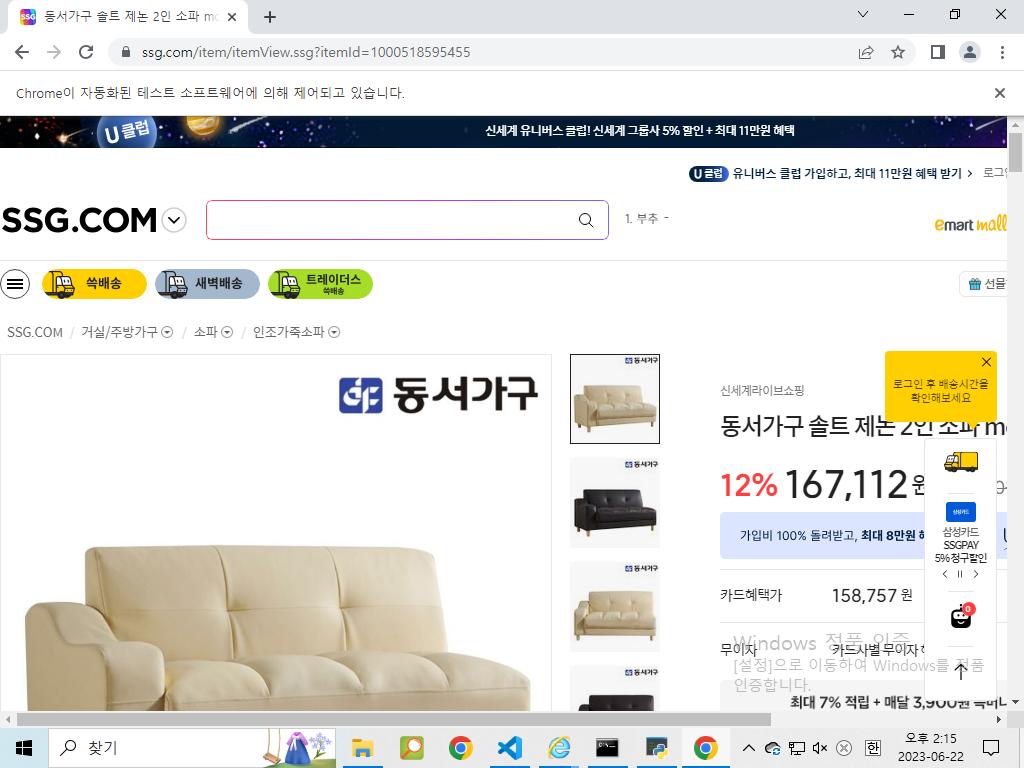 동서가구 솔트 제논 2인 소파 mo
ssg.com/item/itemView.ssg?itemId=1000518595455
Chrome이 자동화된 테스트 소프트웨어에 의해 제어되고 있습니다.
U 클럽
신세계 유니버스 클럽! 신세계 그룹사 5% 할인 + 최대 11만원 혜택
U 클럽 유니버스 클럽 가입하고, 최대 11만원 혜택 받기
SSG.COM
1. 부추 -
emart mall
쓱배송
새벽배송
트레이더스
쓱배송
선물
SSG.COM / 거실/주방가구 / 소파 / 인조가죽소파
동서가구
동서가구
동서가구
동서가구
동서가구
신세계라이브쇼핑
로그인 후 배송시간을
확인해보세요
동서가구 솔트 제논 2인 소파 mo
12% 167,112원
가입비 100% 돌려받고, 최대 8만원
삼성카드
삼성카드
SSGPAY
5% 청구할인
카드혜택가 158,757 원
0
무이자 카드사별 무이자
Windows 정품 인증
[설정]으로 이동하여 Windows를 정품
인증합니다.
최대 7% 적립 + 매달 3,900원
찾기
한
오후 2:15
2023-06-22